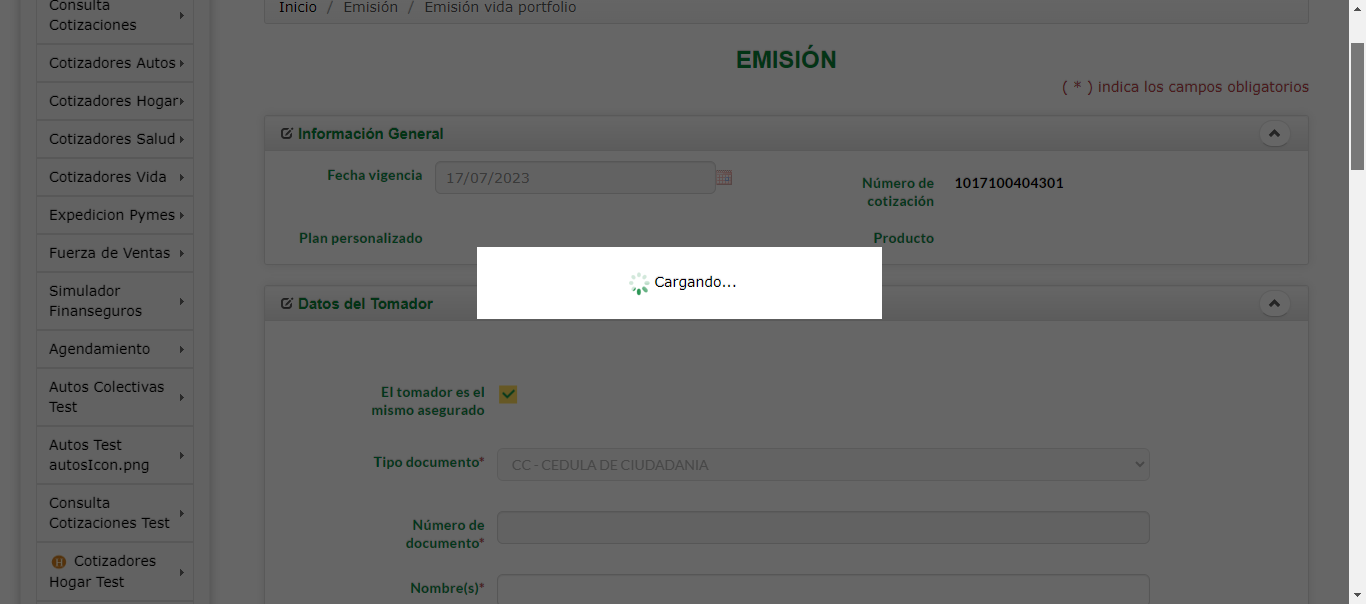 Consulta
Cotizaciones
Cotizadores Autos
Cotizadores Hogar
Cotizadores Salud
Cotizadores Vida
Expedicion Pymes
Fuerza de Ventas
Simulador
Finanseguros
Agendamiento
Autos Colectivas
Test
Autos Test
autosIcon.png
Consulta
Cotizaciones Test
H Cotizadores
Hogar Test
Inicio / Emisión / Emisión vida portfolio
EMISIÓN
( * ) indica los campos obligatorios
Información General
Fecha vigencia 17/07/2023
Número de
cotización
1017100404301
Plan personalizado
Producto
Cargando...
Datos del Tomador
El tomador es el
mismo asegurado
Tipo documento* CC - CEDULA DE CIUDADANIA
Número de
documento*
Nombre(s)*